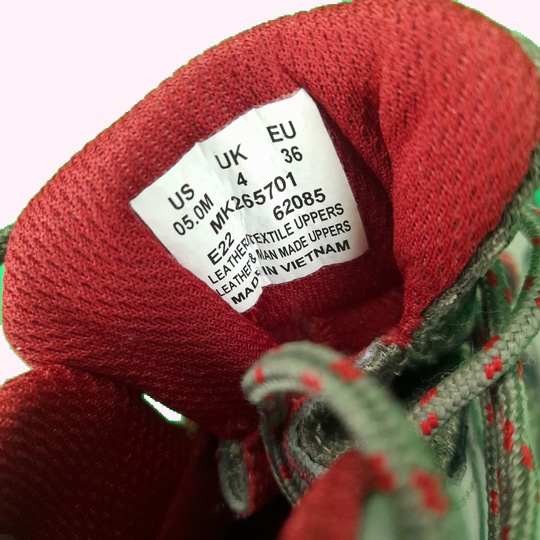 US UK EU
05.0M 4 36
MK265701
E22 62085
LEATHER/TEXTILE UPPERS
LEATHER& MAN MADE UPPERS
MADE IN VIETNAM